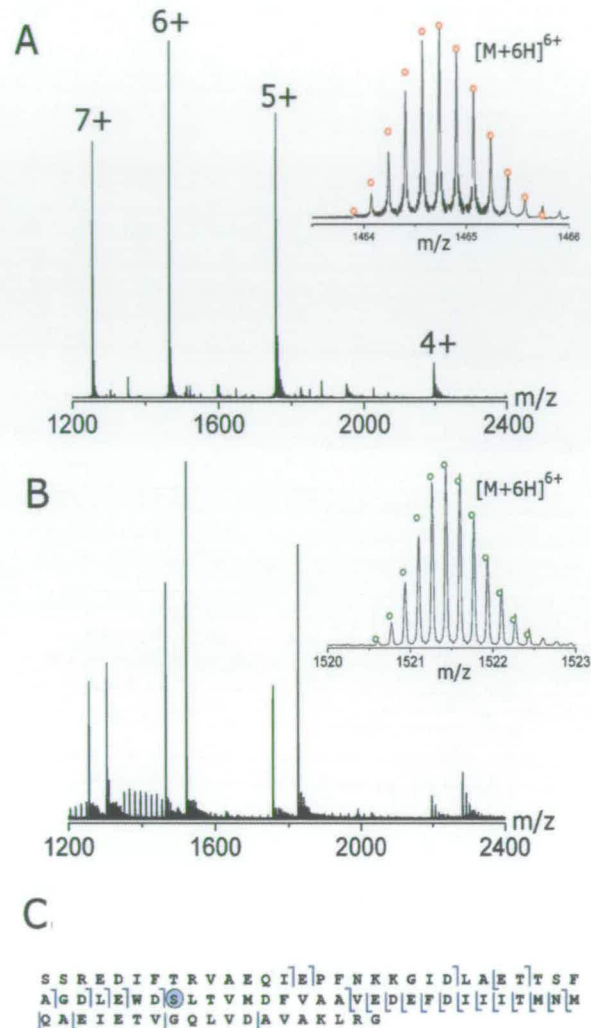 A
7+
6+
5+
4+
[M+6H]6+
1464 1465 1466
m/z
1200 1600 2000 2400
m/z
B
[M+6H]6+
1520 1521 1522 1523
m/z
1200 1600 2000 2400
m/z
C
S S R E D I F T R V A E Q I E P F N K K G I D L A E T T S F
A G D L E W D S L T V M D F V A A V E D E F D I I I T M N M
Q A E I E T V G Q L V D A V A K L R G